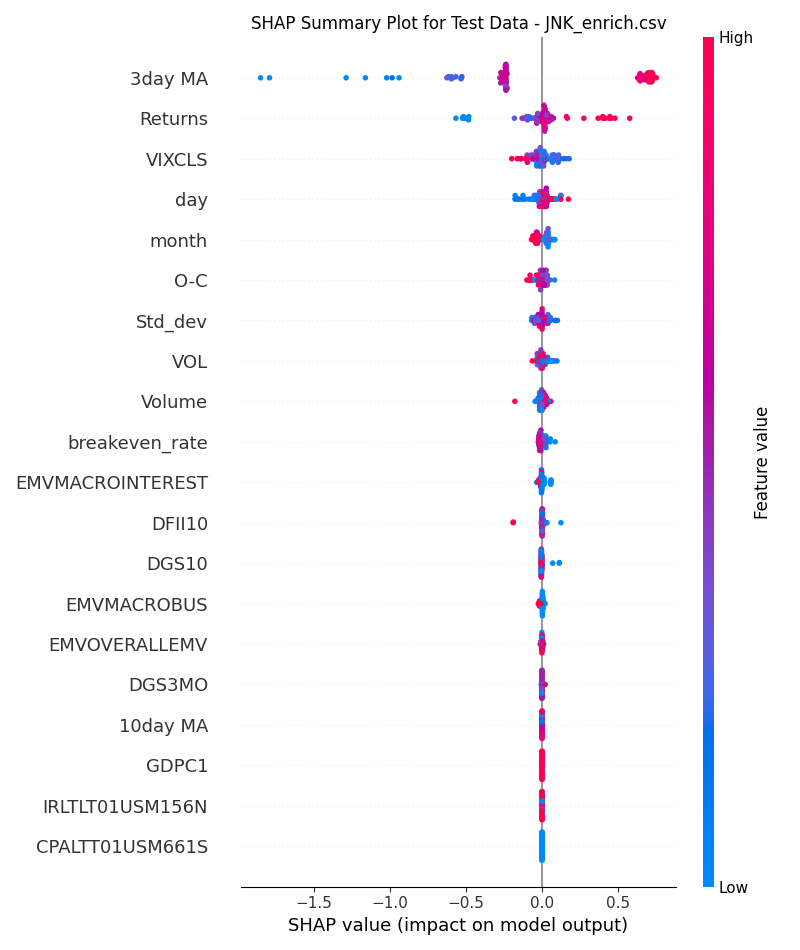 SHAP Summary Plot for Test Data - JNK_enrich.csv
High
3day MA
Returns
VIXCLS
day
month
O-C
Std_dev
VOL
Volume
breakeven_rate
EMVMACROINTEREST
DFII10
DGS10
EMVMACROBUS
EMVOVERALLEMV
DGS3MO
10day MA
GDPC1
IRLTLT01USM156N
CPALTT01USM661S
Feature value
Low
−1.5 −1.0 −0.5 0.0 0.5
SHAP value (impact on model output)